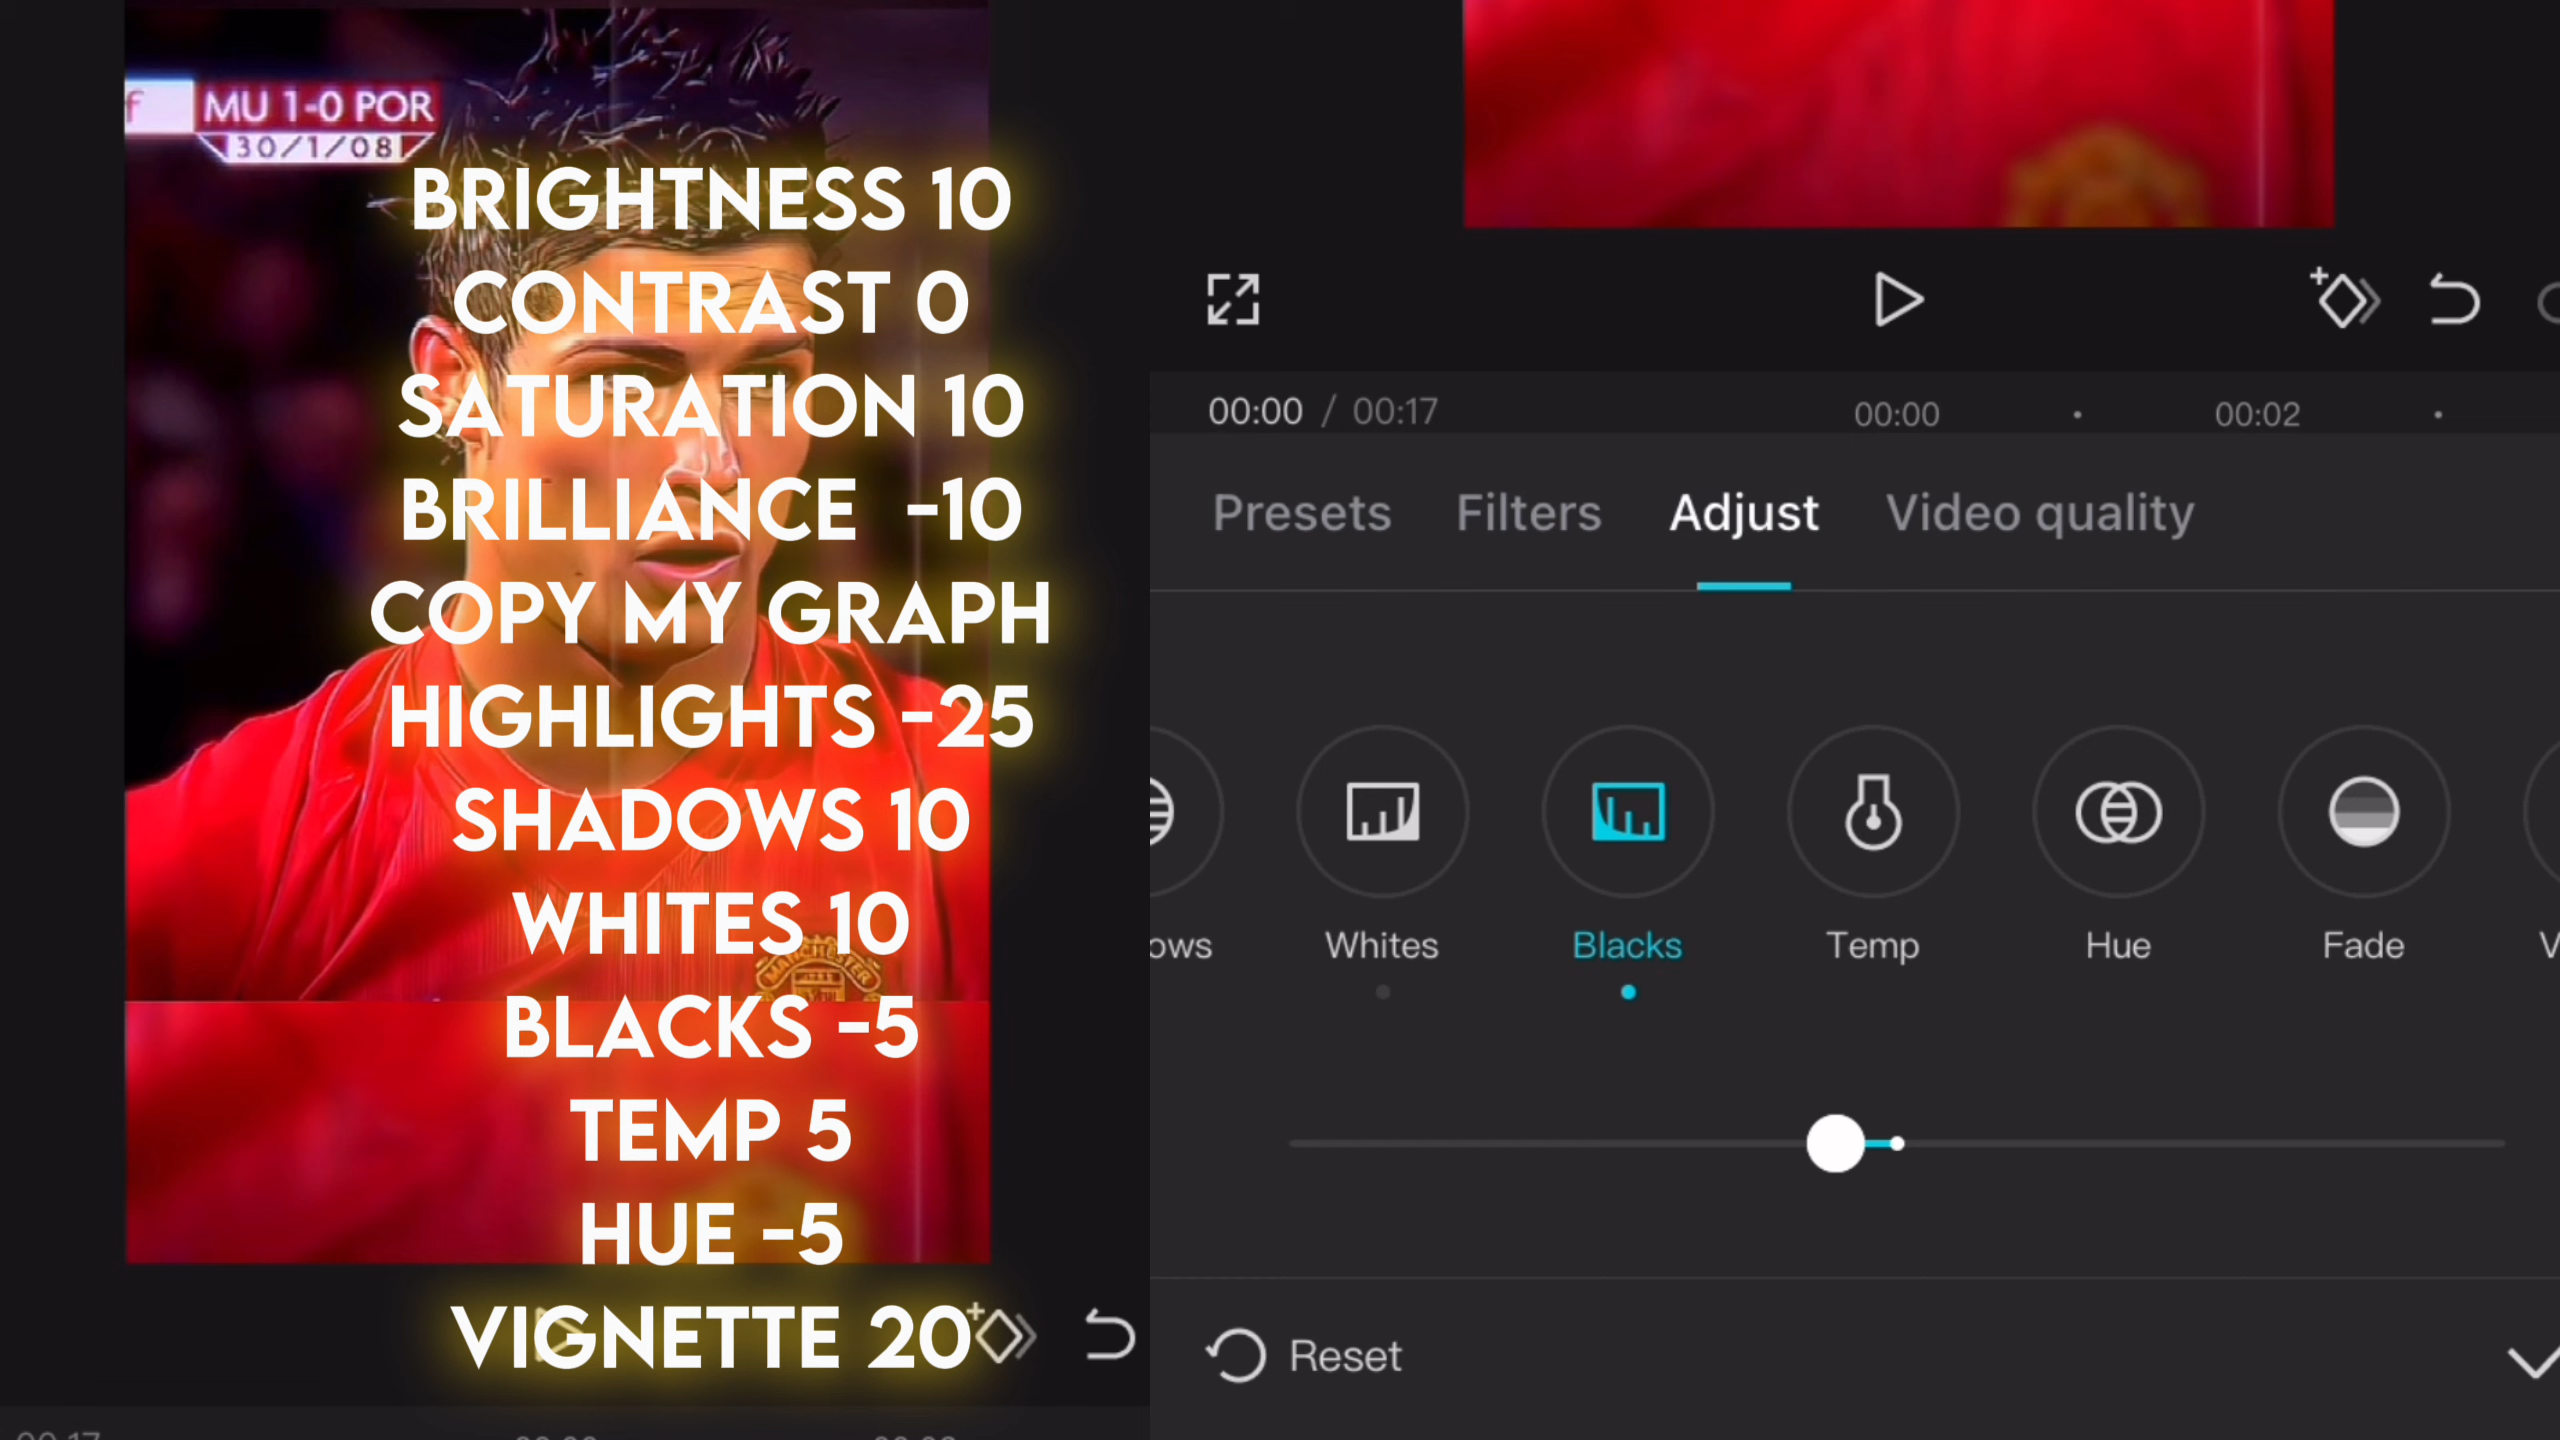 MU 1-0 POR
30/1/08
BRIGHTNESS 10
CONTRAST 0
SATURATION 10
BRILLIANCE -10
COPY MY GRAPH
HIGHLIGHTS -25
SHADOWS 10
WHITES 10
MANCHESTER
BLACKS -5
TEMP 5
HUE -5
VIGNETTE 20
00:00 / 00:17
00:00
00:02
Presets Filters Adjust Video quality
ows Whites Blacks Temp Hue Fade V
Reset